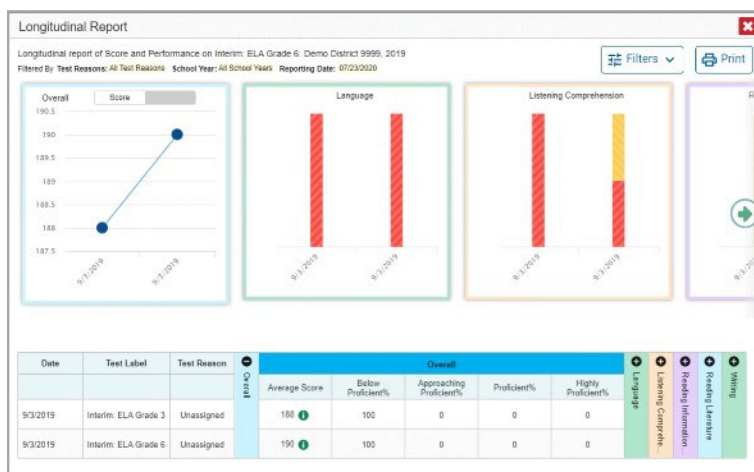 Longitudinal Report
Longitudinal report of Score and Performance on Interim: ELA Grade 6: Demo District 9999, 2019
Filtered By Test Reasons: All Test Reasons School Year: All School Years Reporting Date: 07/23/2020
Filters
Print
Overall
Score
190.5
190
189.5
189
188.5
188
187.5
9/3/2019
9/3/2019
Language
9/3/2019
9/3/2019
Listening Comprehension
9/3/2019
9/3/2019
R
Date Test Label Test Reason Overall Overall Language Listening Comprehe... Reading Information... Reading Literature Writing
Average Score Below Proficient% Approaching Proficient% Proficient% Highly Proficient%
9/3/2019 Interim: ELA Grade 3 Unassigned 188 100 0 0 0
9/3/2019 Interim: ELA Grade 6 Unassigned 190 100 0 0 0